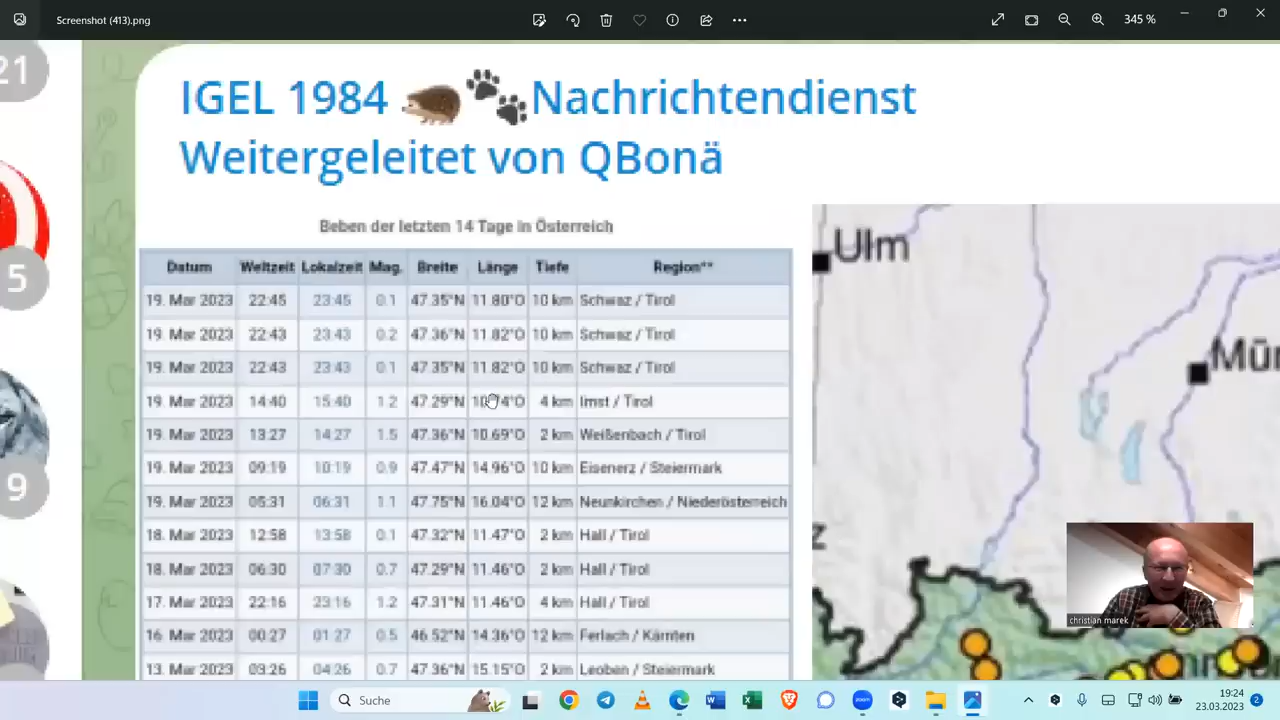 Screenshot (413).png
345 %
21
5
9
IGEL 1984 🦔🐾Nachrichtendienst
Weitergeleitet von QBonä
Beben der letzten 14 Tage in Österreich
Datum Weltzeit Lokalzeit Mag. Breite Länge Tiefe Region**
19. Mar 2023 22:45 23:45 0.1 47.35°N 11.80°O 10 km Schwaz / Tirol
19. Mar 2023 22:43 23:43 0.2 47.36°N 11.82°O 10 km Schwaz / Tirol
19. Mar 2023 22:43 23:43 0.1 47.35°N 11.82°O 10 km Schwaz / Tirol
19. Mar 2023 14:40 15:40 1.2 47.29°N 4 km Imst / Tirol
19. Mar 2023 13:27 14:27 1.5 47.36°N 10.69°O 2 km Weißenbach / Tirol
19. Mar 2023 09:19 10:19 0.9 47.47°N 14.96°O 10 km Eisenerz / Steiermark
19. Mar 2023 05:31 06:31 1.1 47.75°N 16.04°O 12 km Neunkirchen / Niederösterreich
18. Mar 2023 12:58 13:58 0.1 47.32°N 11.47°O 2 km Hall / Tirol
18. Mar 2023 06:30 07:30 0.7 47.29°N 11.46°O 2 km Hall / Tirol
17. Mar 2023 22:16 23:16 1.2 47.31°N 11.46°O 4 km Hall / Tirol
16. Mar 2023 00:27 01:27 0.5 46.52°N 14.36°O 12 km Ferlach / Kärnten
13. Mar 2023 03:26 04:26 0.7 47.36°N 15.15°O 2 km Leoben / Steiermark
Ulm
Mün
christian marek
Suche
19:24
23.03.2023
2